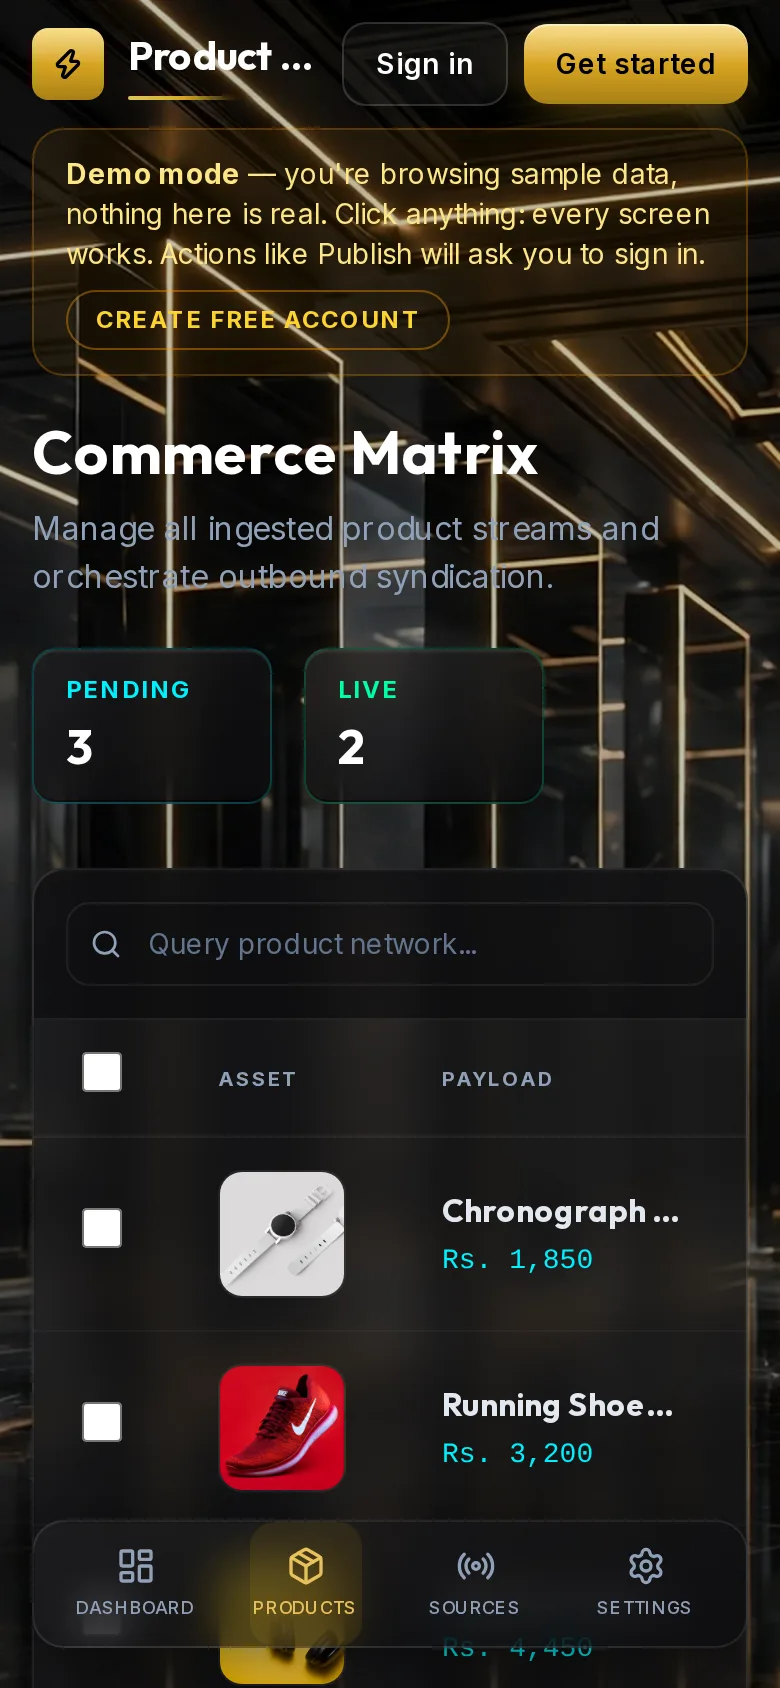 Product ...
Sign in
Get started
Demo mode — you're browsing sample data,
nothing here is real. Click anything: every screen
works. Actions like Publish will ask you to sign in.
CREATE FREE ACCOUNT
Commerce Matrix
Manage all ingested product streams and
orchestrate outbound syndication.
PENDING
LIVE
3
2
Query product network...
ASSET
PAYLOAD
Chronograph ...
Rs. 1,850
Running Shoe...
Rs. 3,200
DASHBOARD
PRODUCTS
SOURCES
SETTINGS
Rs. 4,450